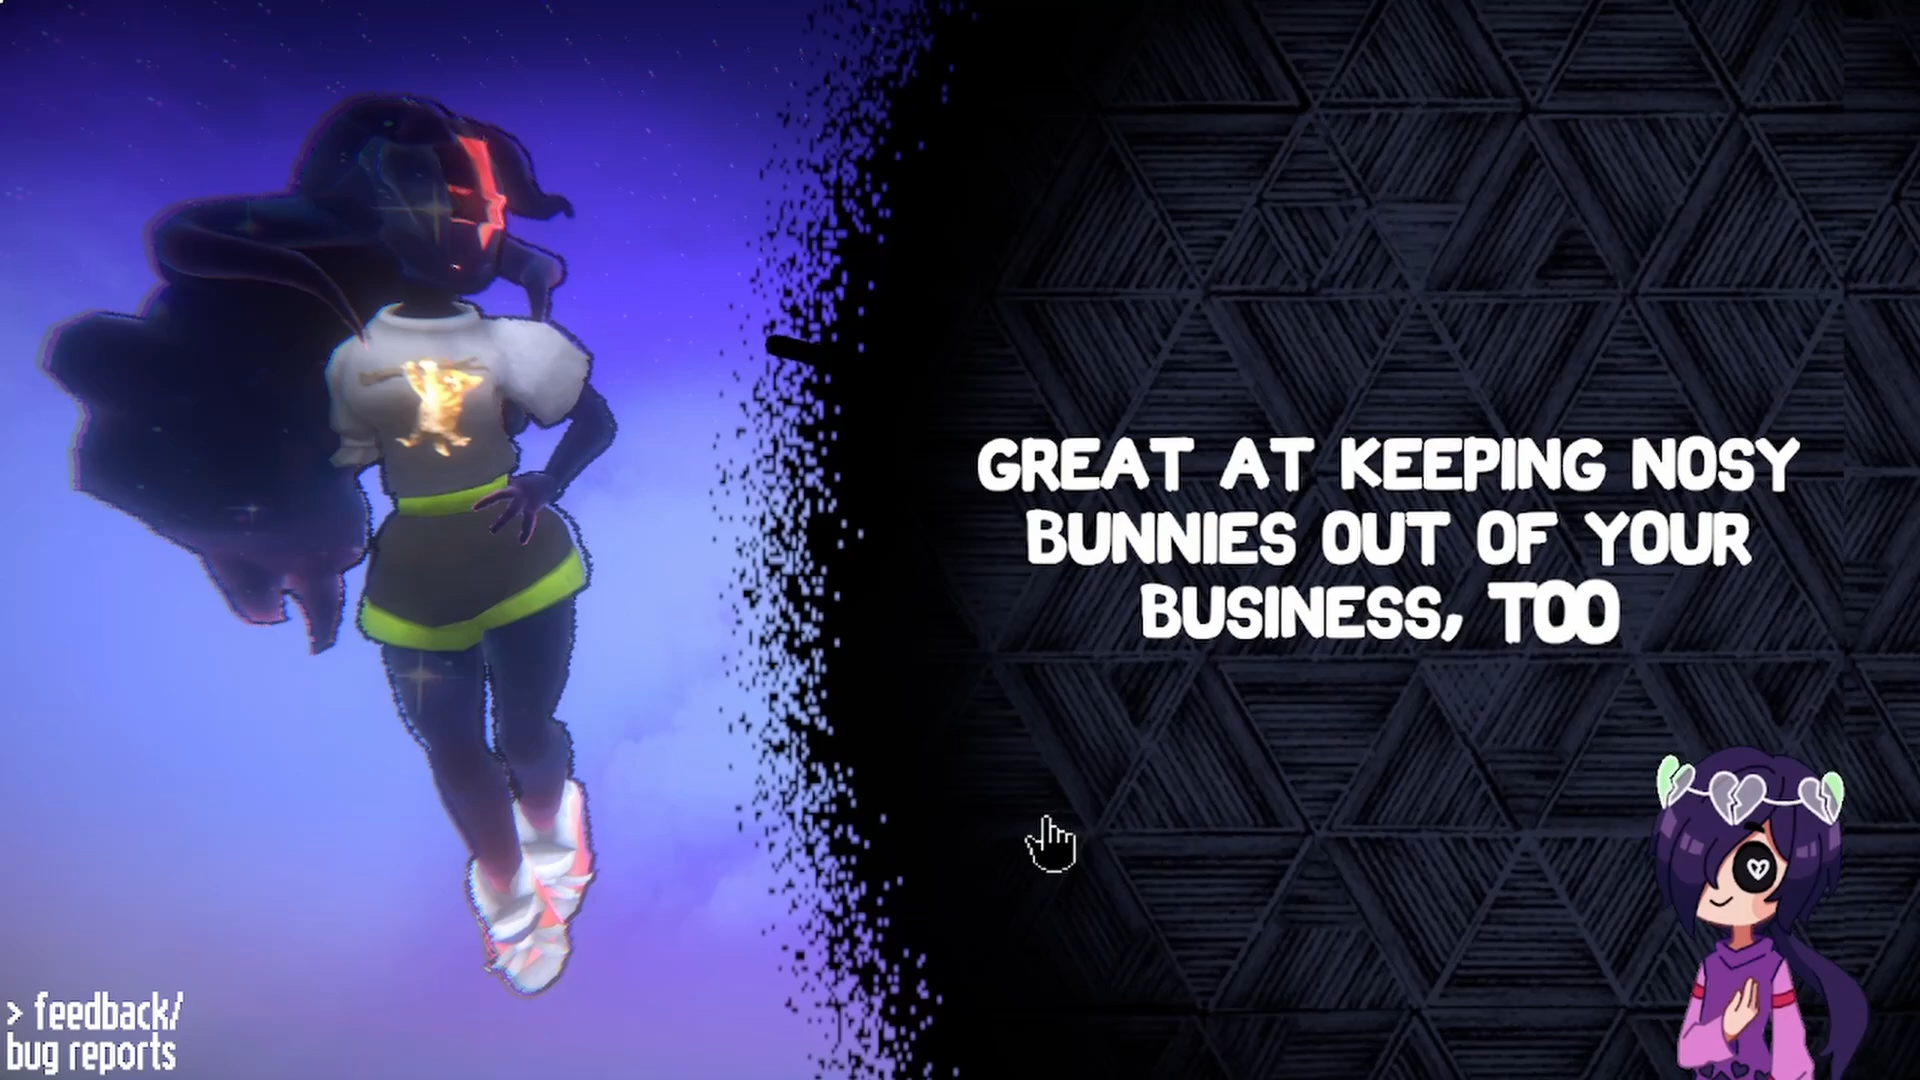 GREAT AT KEEPING NOSY
BUNNIES OUT OF YOUR
BUSINESS, TOO
> feedback/
bug reports